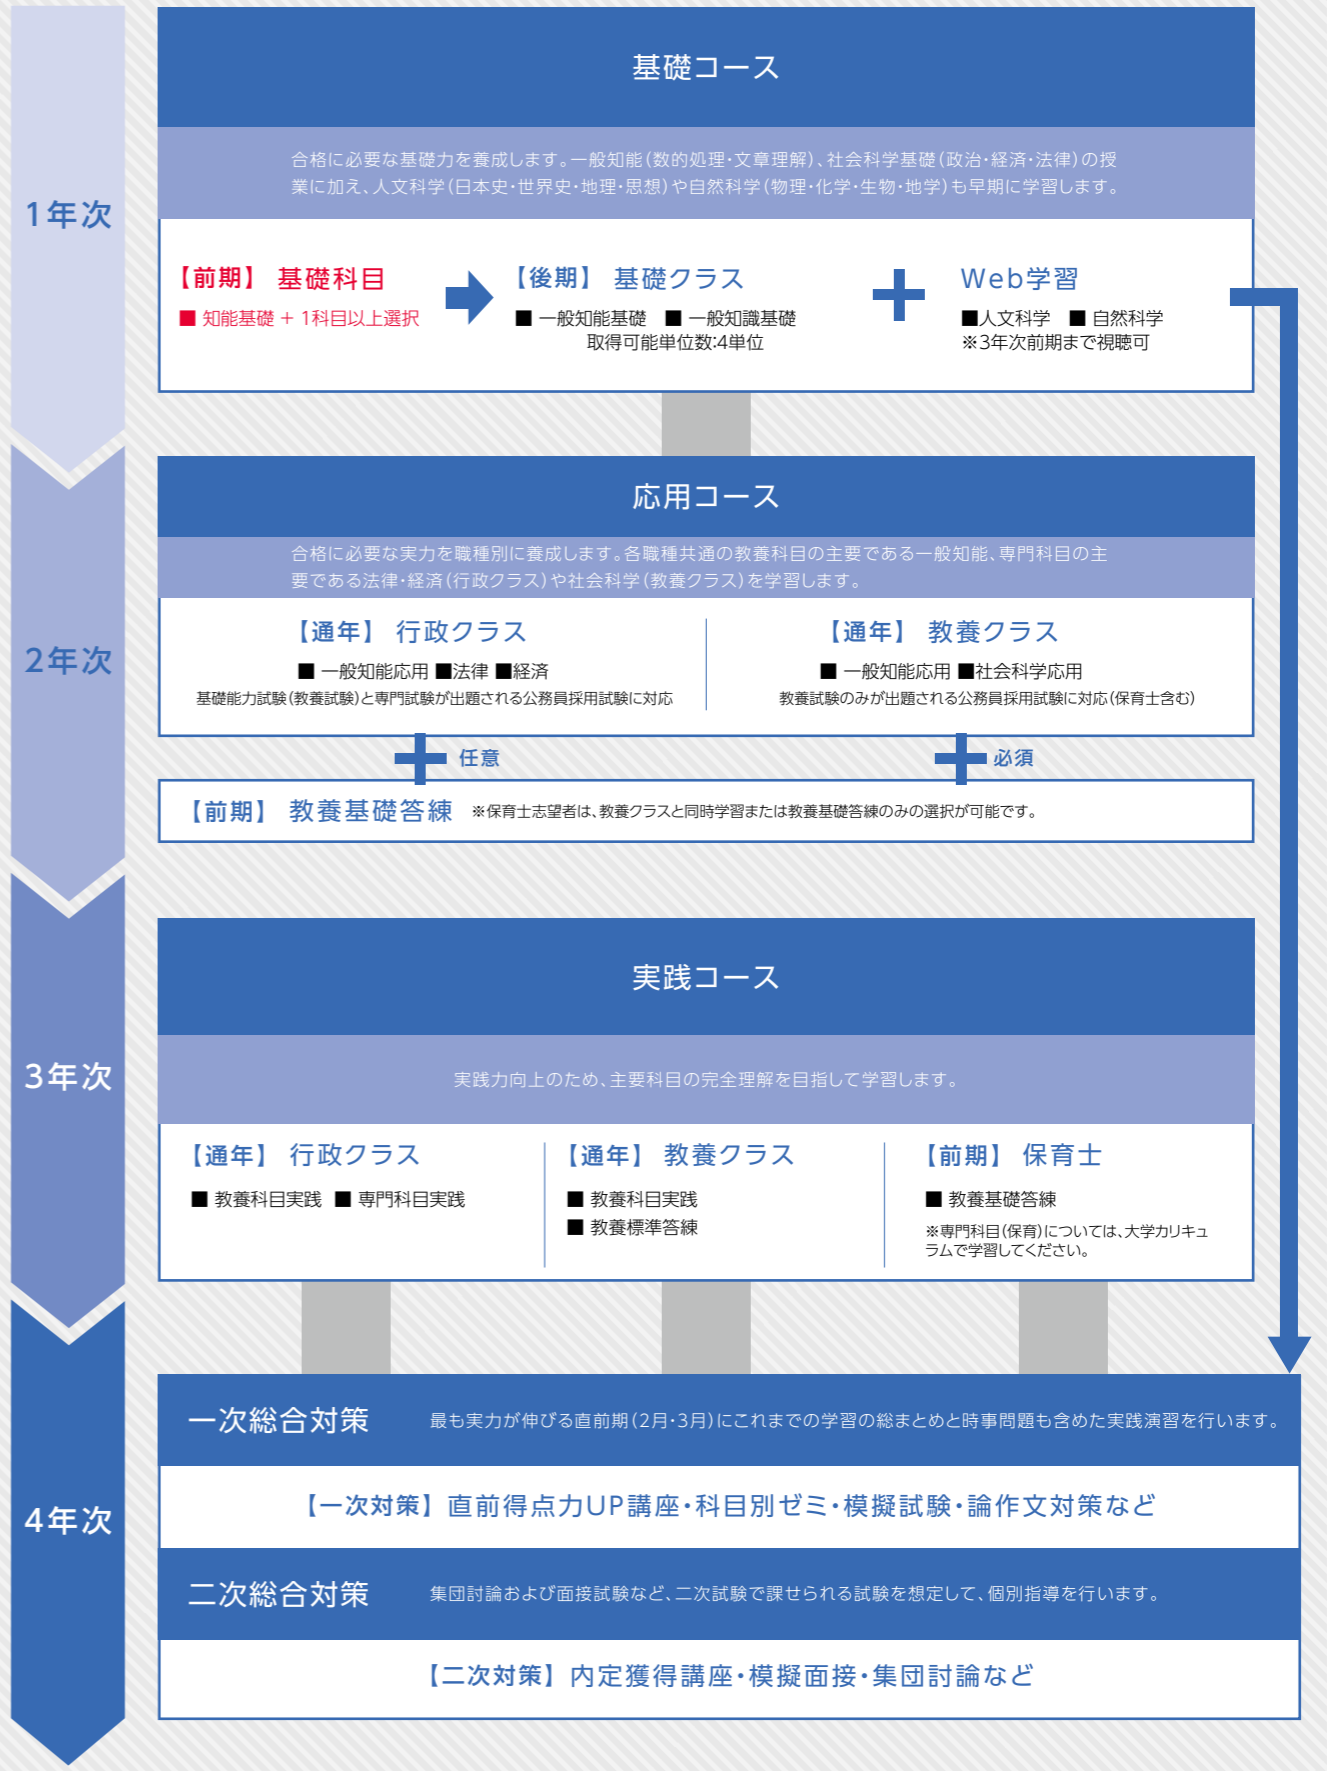 1年次
基礎コース
合格に必要な基礎力を養成します。一般知能(数的処理・文章理解)、社会科学基礎(政治・経済・法律)の授
業に加え、人文科学(日本史・世界史・地理・思想)や自然科学(物理・化学・生物・地学)も早期に学習します。
【前期】 基礎科目
■ 知能基礎 + 1科目以上選択
【後期】 基礎クラス
■ 一般知能基礎 ■ 一般知識基礎
取得可能単位数:4単位
Web学習
■人文科学 ■ 自然科学
※3年次前期まで視聴可
2年次
応用コース
合格に必要な実力を職種別に養成します。各職種共通の教養科目の主要である一般知能、専門科目の主
要である法律・経済(行政クラス)や社会科学(教養クラス)を学習します。
【通年】 行政クラス
■ 一般知能応用 ■法律 ■経済
基礎能力試験(教養試験)と専門試験が出題される公務員採用試験に対応
【通年】 教養クラス
■ 一般知能応用 ■社会科学応用
教養試験のみが出題される公務員採用試験に対応(保育士含む)
任意
必須
【前期】 教養基礎答練 ※保育士志望者は、教養クラスと同時学習または教養基礎答練のみの選択が可能です。
3年次
実践コース
実践力向上のため、主要科目の完全理解を目指して学習します。
【通年】 行政クラス
■ 教養科目実践 ■ 専門科目実践
【通年】 教養クラス
■ 教養科目実践
■ 教養標準答練
【前期】 保育士
■ 教養基礎答練
※専門科目(保育)については、大学カリキュ
ラムで学習してください。
4年次
一次総合対策 最も実力が伸びる直前期(2月・3月)にこれまでの学習の総まとめと時事問題も含めた実践演習を行います。
【一次対策】直前得点力UP講座・科目別ゼミ・模擬試験・論作文対策など
二次総合対策 集団討論および面接試験など、二次試験で課せられる試験を想定して、個別指導を行います。
【二次対策】内定獲得講座・模擬面接・集団討論など